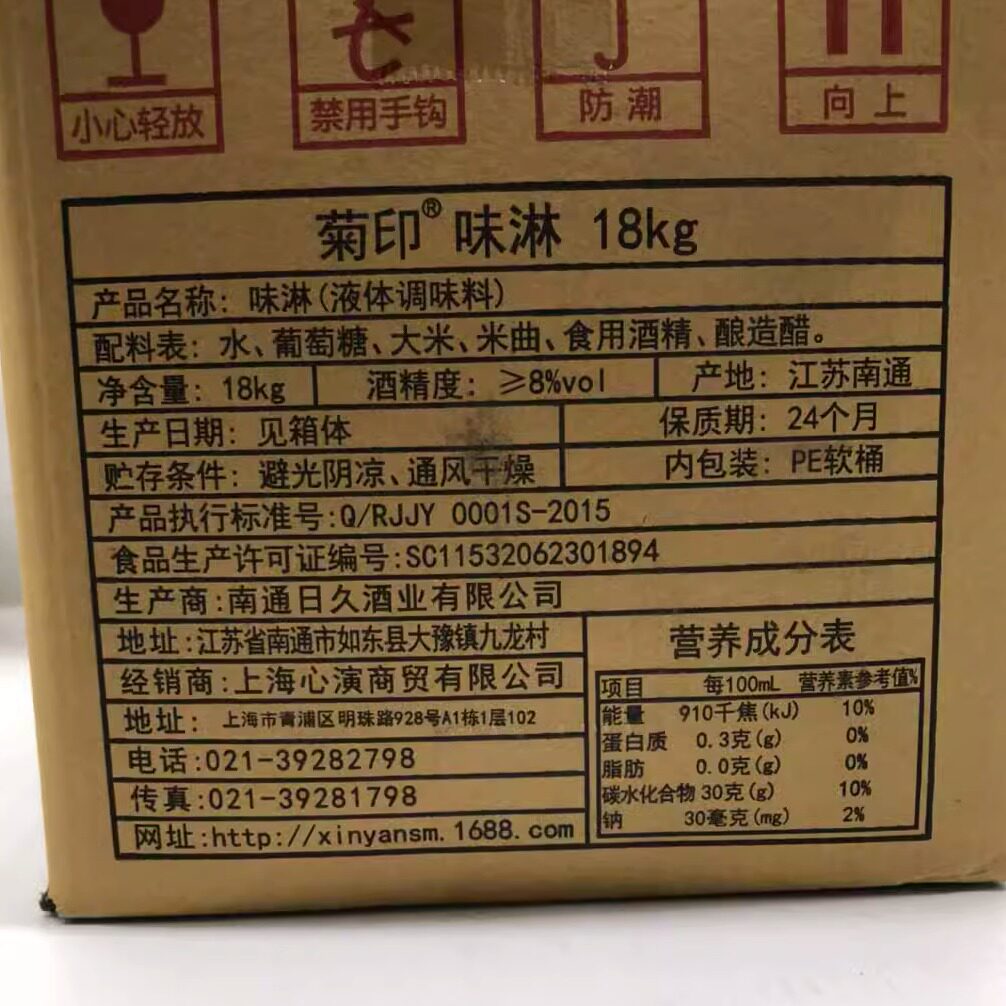 小心轻放
禁用手钩
防潮
向上
菊印® 味淋 18kg
产品名称: 味淋(液体调味料)
配料表: 水、葡萄糖、大米、米曲、食用酒精、酿造醋。
净含量: 18kg
酒精度: ≥8%vol
产地: 江苏南通
生产日期: 见箱体
保质期: 24个月
贮存条件: 避光阴凉、通风干燥
内包装: PE软桶
产品执行标准号:Q/RJJY 0001S-2015
食品生产许可证编号:SC11532062301894
生产商:南通日久酒业有限公司
地址:江苏省南通市如东县大豫镇九龙村
经销商:上海心演商贸有限公司
地址: 上海市青浦区明珠路928号A1栋1层102
电话:021-39282798
传真:021-39281798
网址:http://xinyansm.1688.com
营养成分表
项目 每100mL 营养素参考值%
能量 910千焦(kJ) 10%
蛋白质 0.3克(g) 0%
脂肪 0.0克(g) 0%
碳水化合物 30克(g) 10%
钠 30毫克(mg) 2%